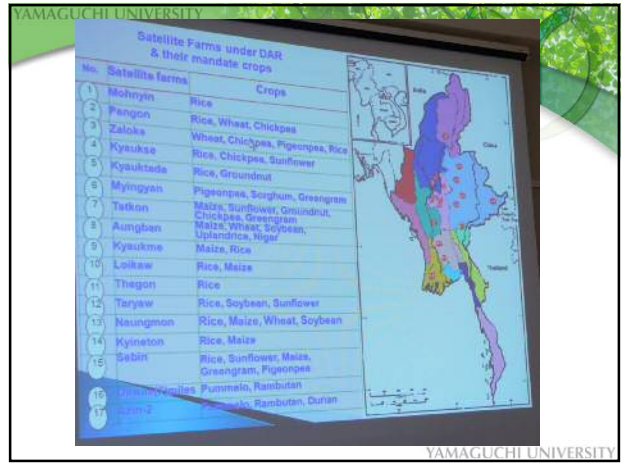 YAMAGUCHI UNIVERSITY
Satellite Farms under DAR
& their mandate crops
No. Satellite farms Crops
1 Mohnyin Rice
2 Pangon Rice, Wheat, Chickpea
3 Zaloke Wheat, Chickpea, Pigeonpea, Rice
4 Kyaukse Rice, Chickpea, Sunflower
5 Kyauktada Rice, Groundnut
6 Myingyan Pigeonpea, Sorghum, Greengram
7 Tatkon Maize, Sunflower, Groundnut,
Chickpea, Greengram
8 Aungban Maize, Wheat, Soybean,
Uplandrice, Niger
9 Kyaukme Maize, Rice
10 Loikaw Rice, Maize
11 Thegon Rice
12 Taryaw Rice, Soybean, Sunflower
13 Naungmon Rice, Maize, Wheat, Soybean
14 Kyineton Rice, Maize
15 Sebin Rice, Sunflower, Maize,
Greengram, Pigeonpea
16 Pummelo, Rambutan
17 Rambutan, Durian
India
China
Thailand
YAMAGUCHI UNIVERSITY